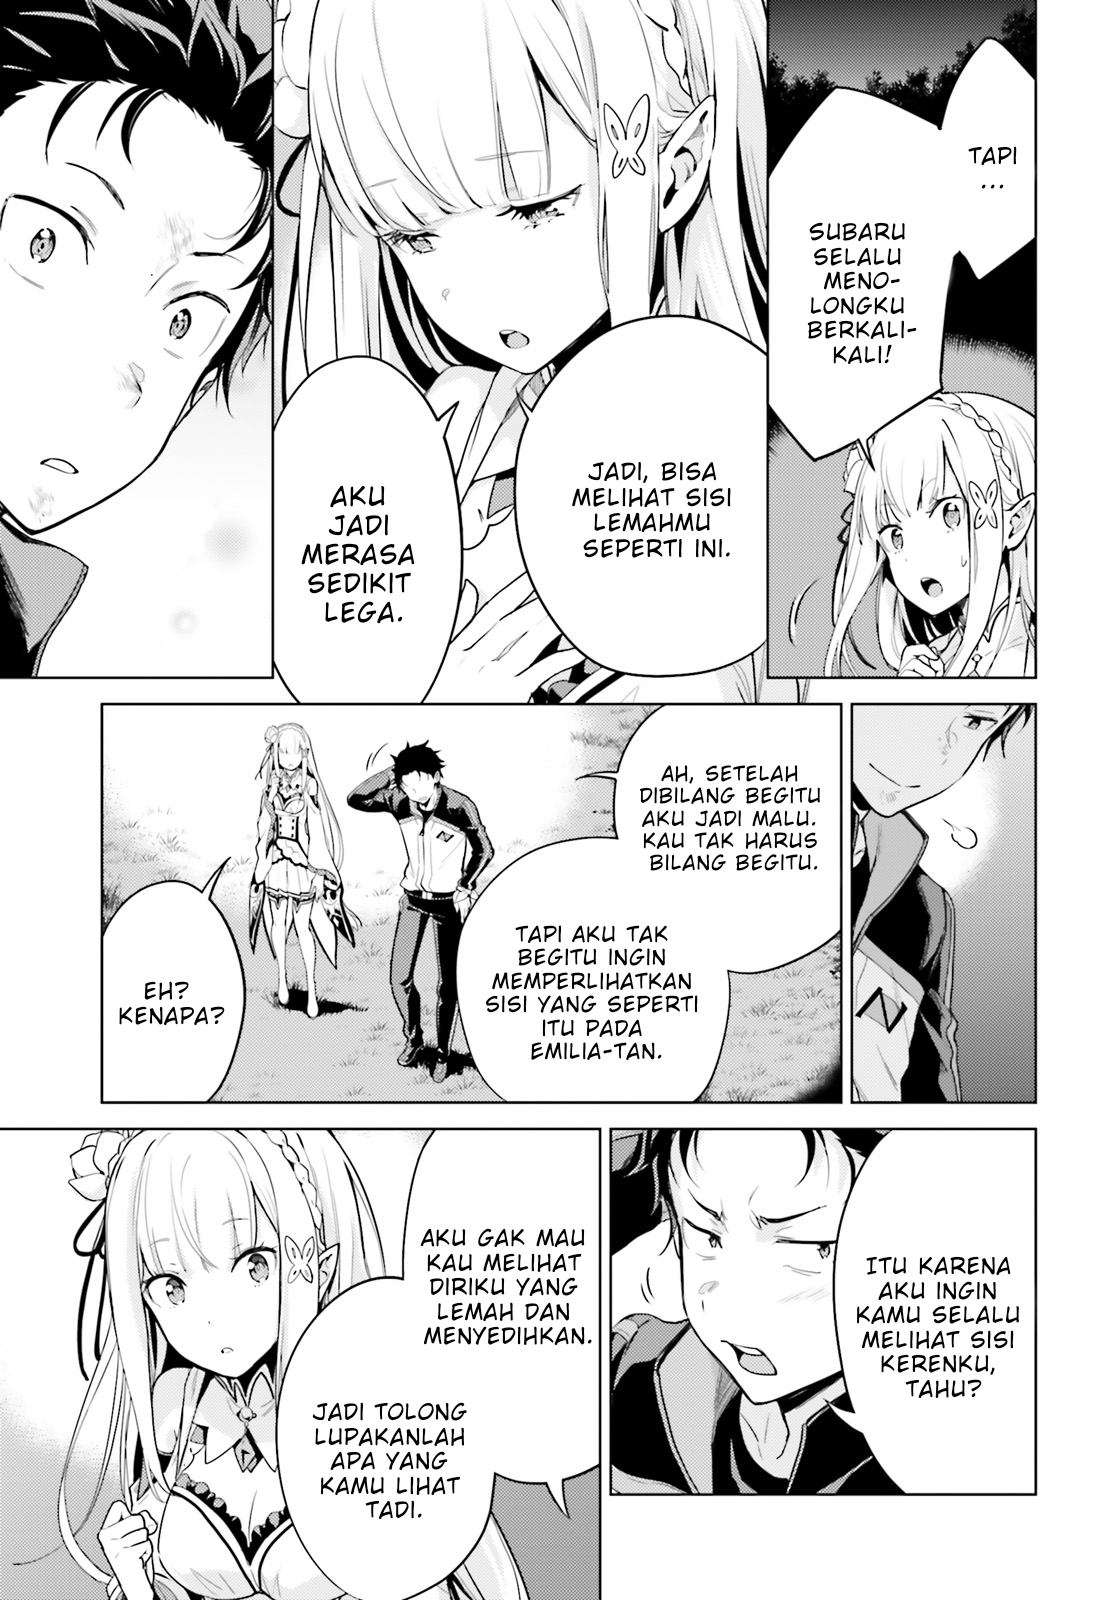 TAPI
...
SUBARU
SELALU
MENO-
LONGKU
BERKALI-
KALI!
JADI, BISA
MELIHAT SISI
LEMAHMU
SEPERTI INI.
AKU
JADI
MERASA
SEDIKIT
LEGA.
AH, SETELAH
DIBILANG BEGITU
AKU JADI MALU.
KAU TAK HARUS
BILANG BEGITU.
TAPI AKU TAK
BEGITU INGIN
MEMPERLIHATKAN
SISI YANG SEPERTI
ITU PADA
EMILIA-TAN.
EH?
KENAPA?
ITU KARENA
AKU INGIN
KAMU SELALU
MELIHAT SISI
KERENKU,
TAHU?
AKU GAK MAU
KAU MELIHAT
DIRIKU YANG
LEMAH DAN
MENYEDIHKAN.
JADI TOLONG
LUPAKANLAH
APA YANG
KAMU LIHAT
TADI.